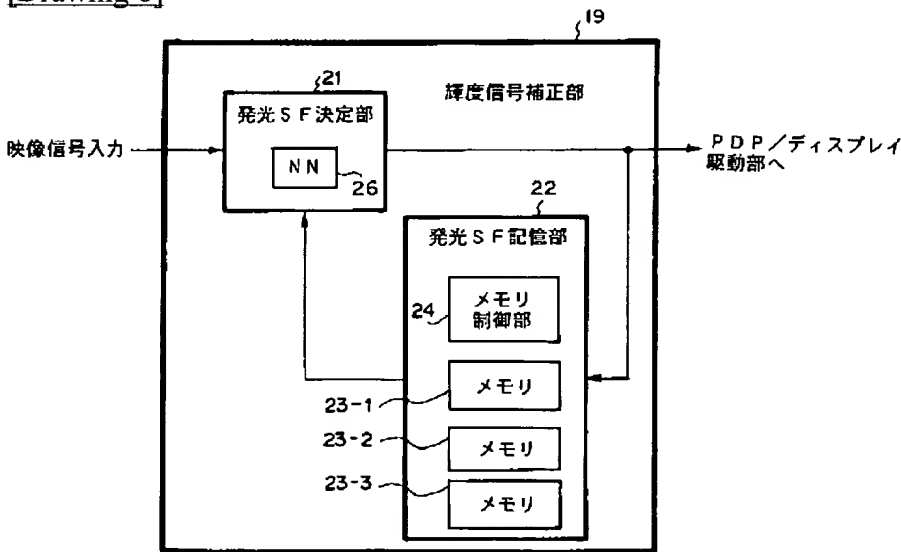 19
21
輝度信号補正部
発光SF決定部
映像信号入力
PDP/ディスプレイ
駆動部へ
NN
26
22
発光SF記憶部
メモリ
制御部
24
メモリ
23-1
メモリ
23-2
メモリ
23-3